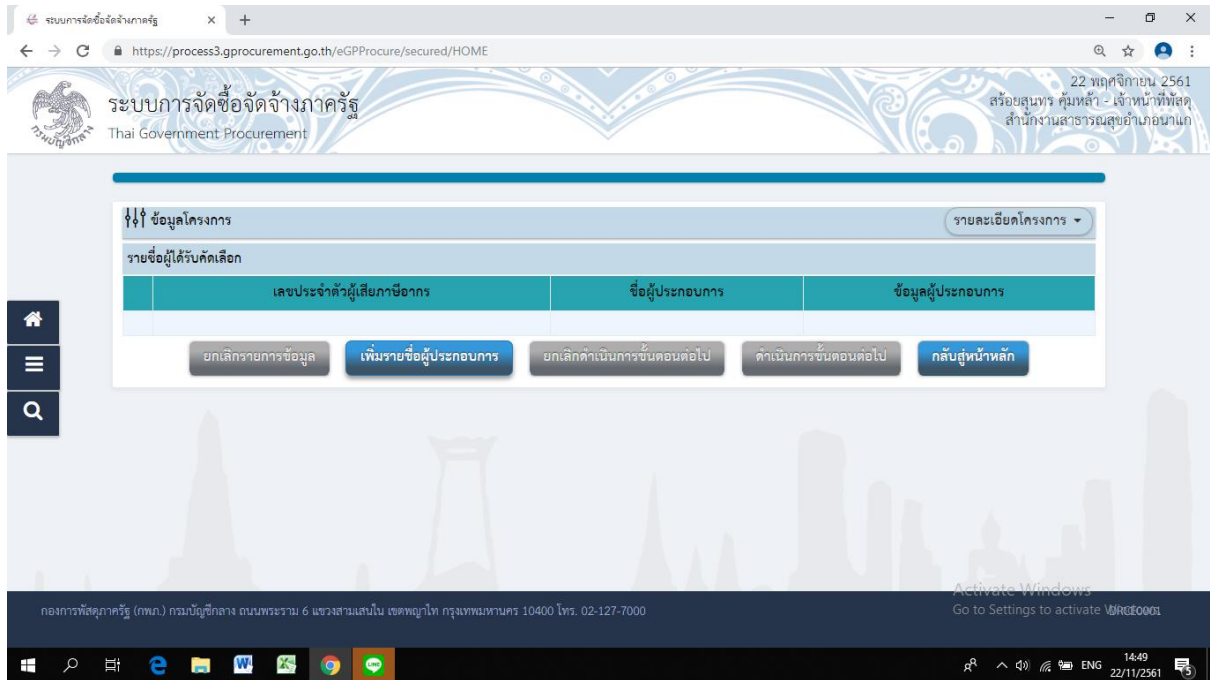 ระบบการจัดซื้อจัดจ้างภาครัฐ
https://process3.gprocurement.go.th/eGPProcure/secured/HOME
22 พฤศจิกายน 2561
ระบบการจัดซื้อจัดจ้างภาครัฐ
สร้อยสุนทร คุ้มหล้า - เจ้าหน้าที่พัสดุ
Thai Government Procurement
สำนักงานสาธารณสุขอำเภอนาแก
กรมบัญชีกลาง
ข้อมูลโครงการ
รายละเอียดโครงการ
รายชื่อผู้ได้รับคัดเลือก
เลขประจำตัวผู้เสียภาษีอากร ชื่อผู้ประกอบการ ข้อมูลผู้ประกอบการ
ยกเลิกรายการข้อมูล เพิ่มรายชื่อผู้ประกอบการ ยกเลิกดำเนินการขั้นตอนต่อไป ดำเนินการขั้นตอนต่อไป กลับสู่หน้าหลัก
Activate Windows
กองการพัสดุภาครัฐ (กพภ.) กรมบัญชีกลาง ถนนพระราม 6 แขวงสามเสนใน เขตพญาไท กรุงเทพมหานคร 10400 โทร. 02-127-7000
Go to Settings to activate
ENG
14:49
22/11/2561
5